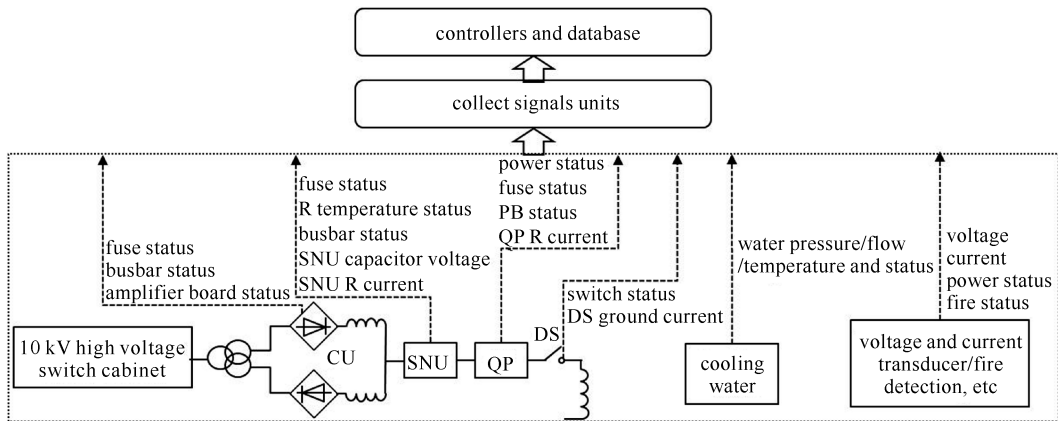 controllers and database
collect signals units
fuse status
busbar status
amplifier board status
fuse status
R temperature status
busbar status
SNU capacitor voltage
SNU R current
power status
fuse status
PB status
QP R current
switch status
DS ground current
water pressure/flow
/temperature and status
voltage
current
power status
fire status
10 kV high voltage
switch cabinet
CU
SNU
QP
DS
cooling
water
voltage and current
transducer/fire
detection, etc